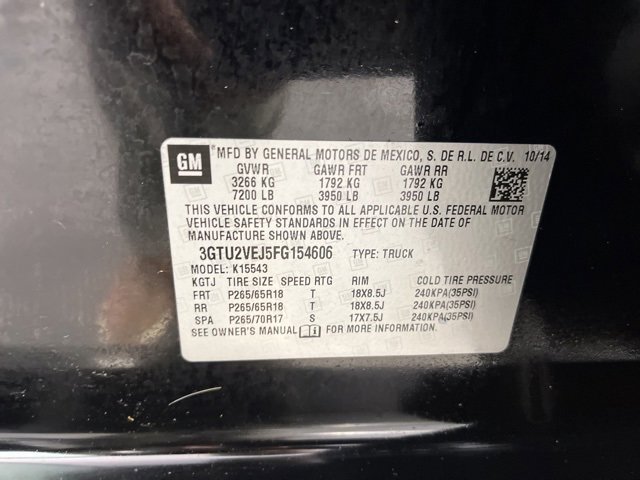 GM MFD BY GENERAL MOTORS DE MEXICO, S. DE R.L. DE C.V. 10/14
GVWR GAWR FRT GAWR RR
3266 KG 1792 KG 1792 KG
7200 LB 3950 LB 3950 LB
THIS VEHICLE CONFORMS TO ALL APPLICABLE U.S. FEDERAL MOTOR
VEHICLE SAFETY STANDARDS IN EFFECT ON THE DATE OF
MANUFACTURE SHOWN ABOVE.
3GTU2VEJ5FG154606 TYPE: TRUCK
MODEL: K15543
KGTJ TIRE SIZE SPEED RTG RIM COLD TIRE PRESSURE
FRT P265/65R18 T 18X8.5J 240KPA(35PSI)
RR P265/65R18 T 18X8.5J 240KPA(35PSI)
SPA P265/70R17 S 17X7.5J 240KPA(35PSI)
SEE OWNER'S MANUAL FOR MORE INFORMATION.